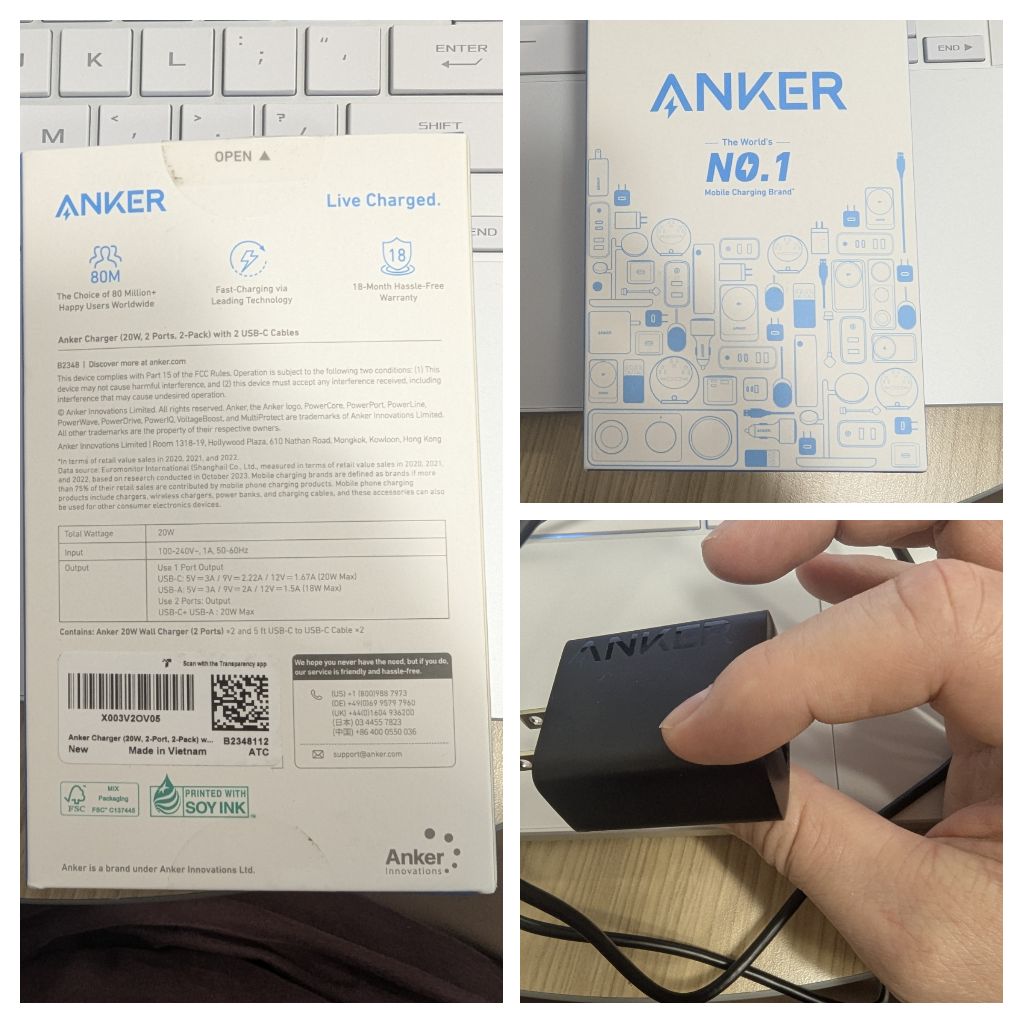 J K L : ; " ' ENTER
M < , > . ? / SHIFT
END
OPEN ▲
ANKER
Live Charged.
80M
The Choice of 80 Million+
Happy Users Worldwide
Fast-Charging via
Leading Technology
18
18-Month Hassle-Free
Warranty
Anker Charger (20W, 2 Ports, 2-Pack) with 2 USB-C Cables
B2348 | Discover more at anker.com
This device complies with Part 15 of the FCC Rules. Operation is subject to the following two conditions: (1) This
device may not cause harmful interference, and (2) this device must accept any interference received, including
interference that may cause undesired operation.
© Anker Innovations Limited. All rights reserved. Anker, the Anker logo, PowerCore, PowerPort, PowerLine,
PowerWave, PowerDrive, PowerIQ, VoltageBoost, and MultiProtect are trademarks of Anker Innovations Limited.
All other trademarks are the property of their respective owners.
Anker Innovations Limited | Room 1318-19, Hollywood Plaza, 610 Nathan Road, Mongkok, Kowloon, Hong Kong
*In terms of retail value sales in 2020, 2021, and 2022.
Data source: Euromonitor International (Shanghai) Co., Ltd., measured in terms of retail value sales in 2020, 2021,
and 2022, based on research conducted in October 2023. Mobile charging brands are defined as brands if more
than 75% of their retail sales are contributed by mobile phone charging products. Mobile phone charging
products include chargers, wireless chargers, power banks, and charging cables, and these accessories can also
be used for other consumer electronics devices.
Total Wattage 20W
Input 100-240V~, 1A, 50-60Hz
Output Use 1 Port Output
USB-C: 5V⎓3A / 9V⎓2.22A / 12V⎓1.67A (20W Max)
USB-A: 5V⎓3A / 9V⎓2A / 12V⎓1.5A (18W Max)
Use 2 Ports: Output
USB-C+ USB-A : 20W Max
Contains: Anker 20W Wall Charger (2 Ports) ×2 and 5 ft USB-C to USB-C Cable ×2
Scan with the Transparency app
X003V2OV05
Anker Charger (20W, 2-Port, 2-Pack) w... B2348112
New Made in Vietnam ATC
We hope you never have the need, but if you do,
our service is friendly and hassle-free.
(US) +1 (800)988 7973
(DE) +49(0)69 9579 7960
(UK) +44(0)1604 936200
(日本) 03 4455 7823
(中国) +86 400 0550 036
support@anker.com
FSC
MIX
Packaging
FSC® C137445
PRINTED WITH
SOY INK™
Anker
Innovations
Anker is a brand under Anker Innovations Ltd.
END ▶
ANKER
The World's
NO.1
Mobile Charging Brand*
ANKER
ANKER